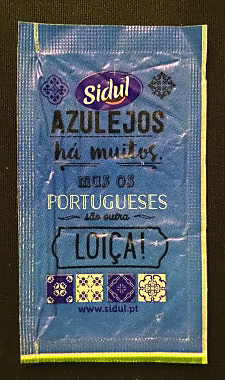 Sidul
AZULEJOS
há muitos,
mas os
PORTUGUESES
são outra
LOIÇA!
www.sidul.pt